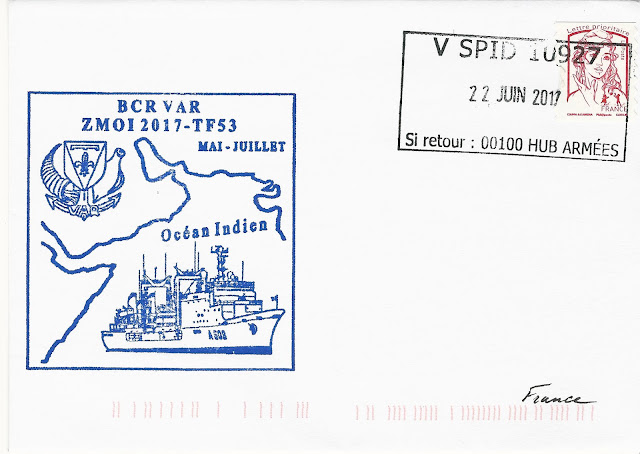 Lettre prioritaire
V SPID 10927
22 JUIN 2017
FRANCE
Si retour : 00100 HUB ARMÉES
BCR VAR
ZMOI 2017-TF53
MAI - JUILLET
VAR
Océan Indien
A 608
France